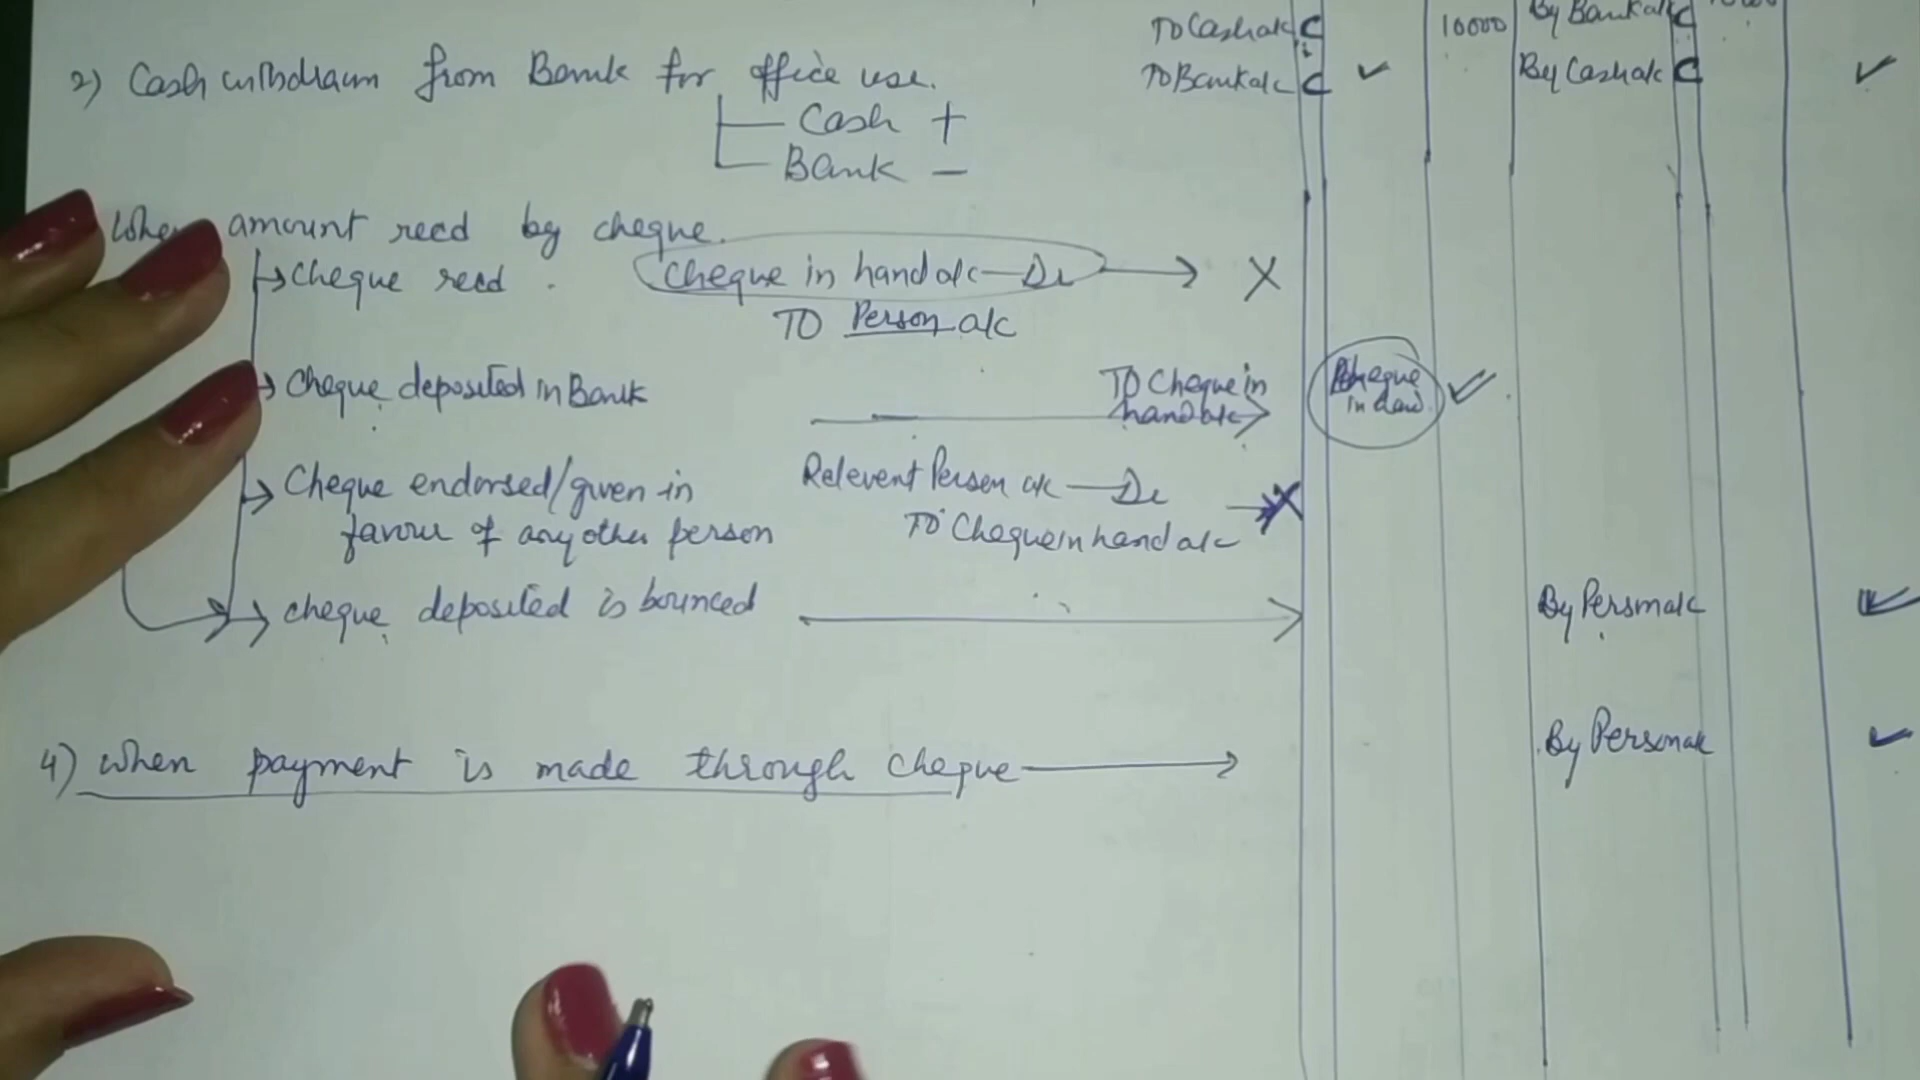 To Cash a/c C 10000 By Bank a/c C
2) Cash withdrawn from Bank for office use. To Bank a/c C ✓ By Cash a/c C ✓
Cash +
Bank −
When amount recd by cheque.
→ Cheque recd. Cheque in hand a/c — Dr → X
TO Person a/c
→ Cheque deposited in Bank → TO Cheque in hand a/c Cheque in hand ✓
→ Cheque endorsed/given in Relevent Person a/c — Dr → X
favour of any other person TO Cheque in hand a/c
→ cheque deposited is bounced → By Person a/c ✓
4) when payment is made through cheque → By Person a/c ✓